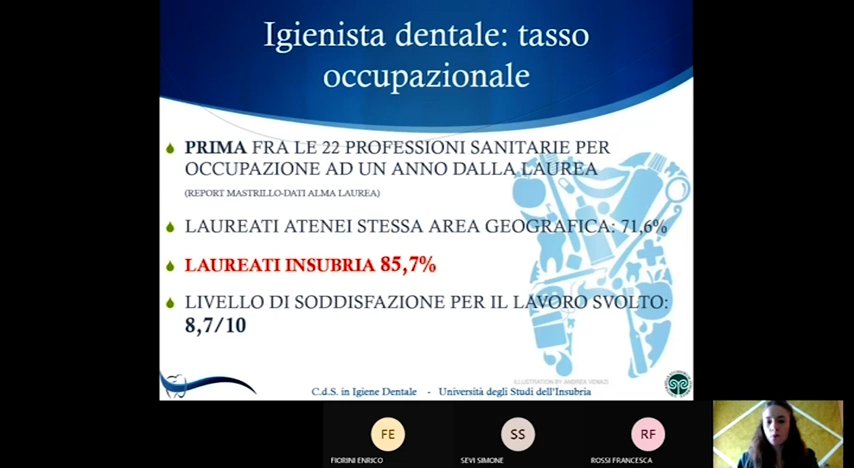 Igienista dentale: tasso
occupazionale
PRIMA FRA LE 22 PROFESSIONI SANITARIE PER
OCCUPAZIONE AD UN ANNO DALLA LAUREA
(REPORT MASTRILLO-DATI ALMA LAUREA)
LAUREATI ATENEI STESSA AREA GEOGRAFICA: 71,6%
LAUREATI INSUBRIA 85,7%
LIVELLO DI SODDISFAZIONE PER IL LAVORO SVOLTO:
8,7/10
ILLUSTRATION BY ANDREA VENAZI
C.d.S. in Igiene Dentale - Università degli Studi dell'Insubria
FE SS RF
FIORINI ENRICO SEVI SIMONE ROSSI FRANCESCA